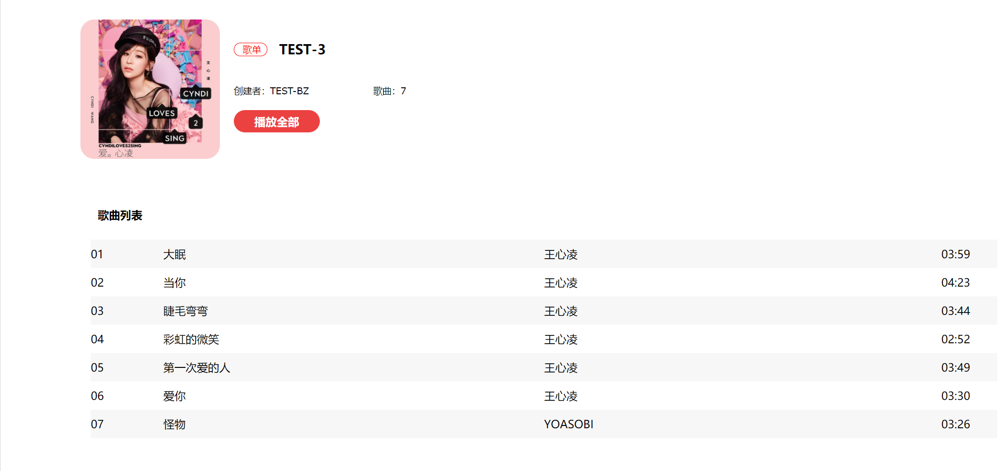 IF U LOVE
王心凌
CYNDI
CYNDI WANG
LOVES
2
SING
CYNDILOVES2SING
爱。心凌
歌单 TEST-3
创建者：TEST-BZ 歌曲：7
播放全部
歌曲列表
01 大眠 王心凌 03:59
02 当你 王心凌 04:23
03 睫毛弯弯 王心凌 03:44
04 彩虹的微笑 王心凌 02:52
05 第一次爱的人 王心凌 03:49
06 爱你 王心凌 03:30
07 怪物 YOASOBI 03:26